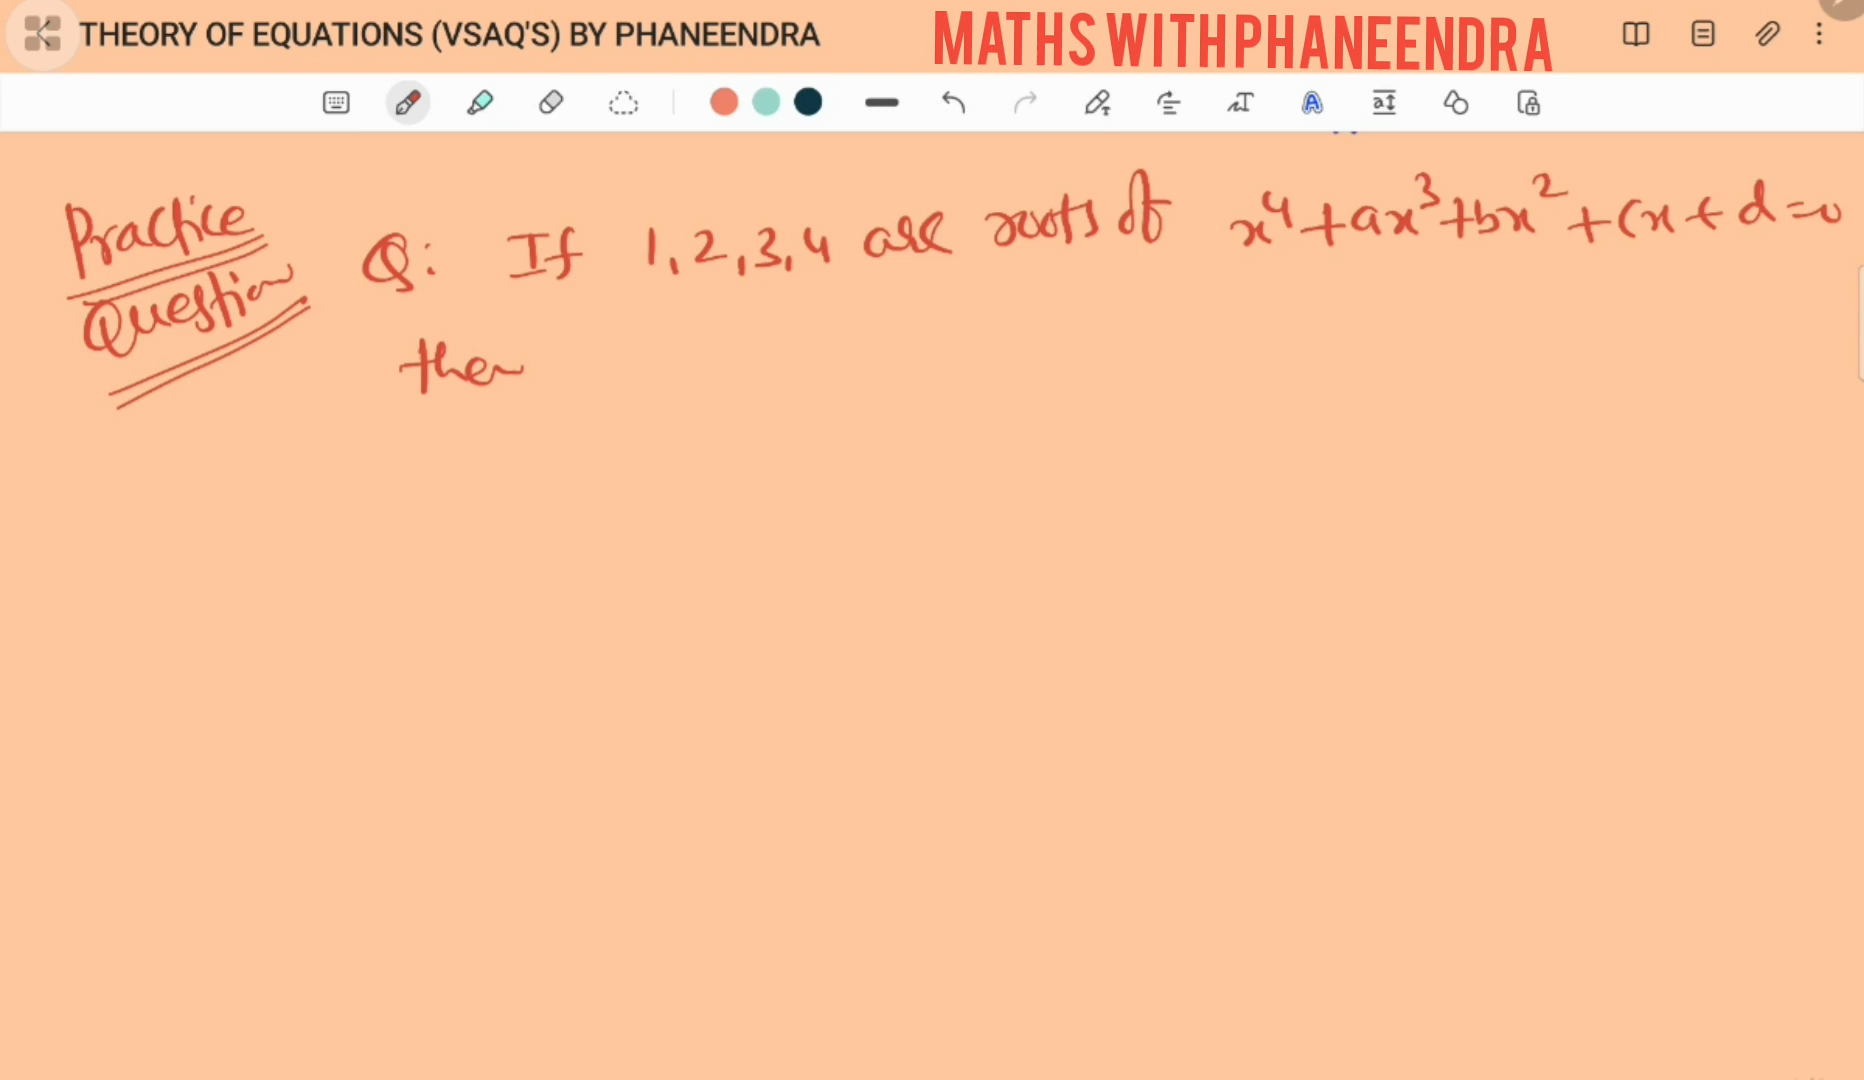 THEORY OF EQUATIONS (VSAQ'S) BY PHANEENDRA
MATHS WITH PHANEENDRA
Practice
Question
Q: If 1,2,3,4 are roots of x⁴+ax³+bx²+cx+d=0
then